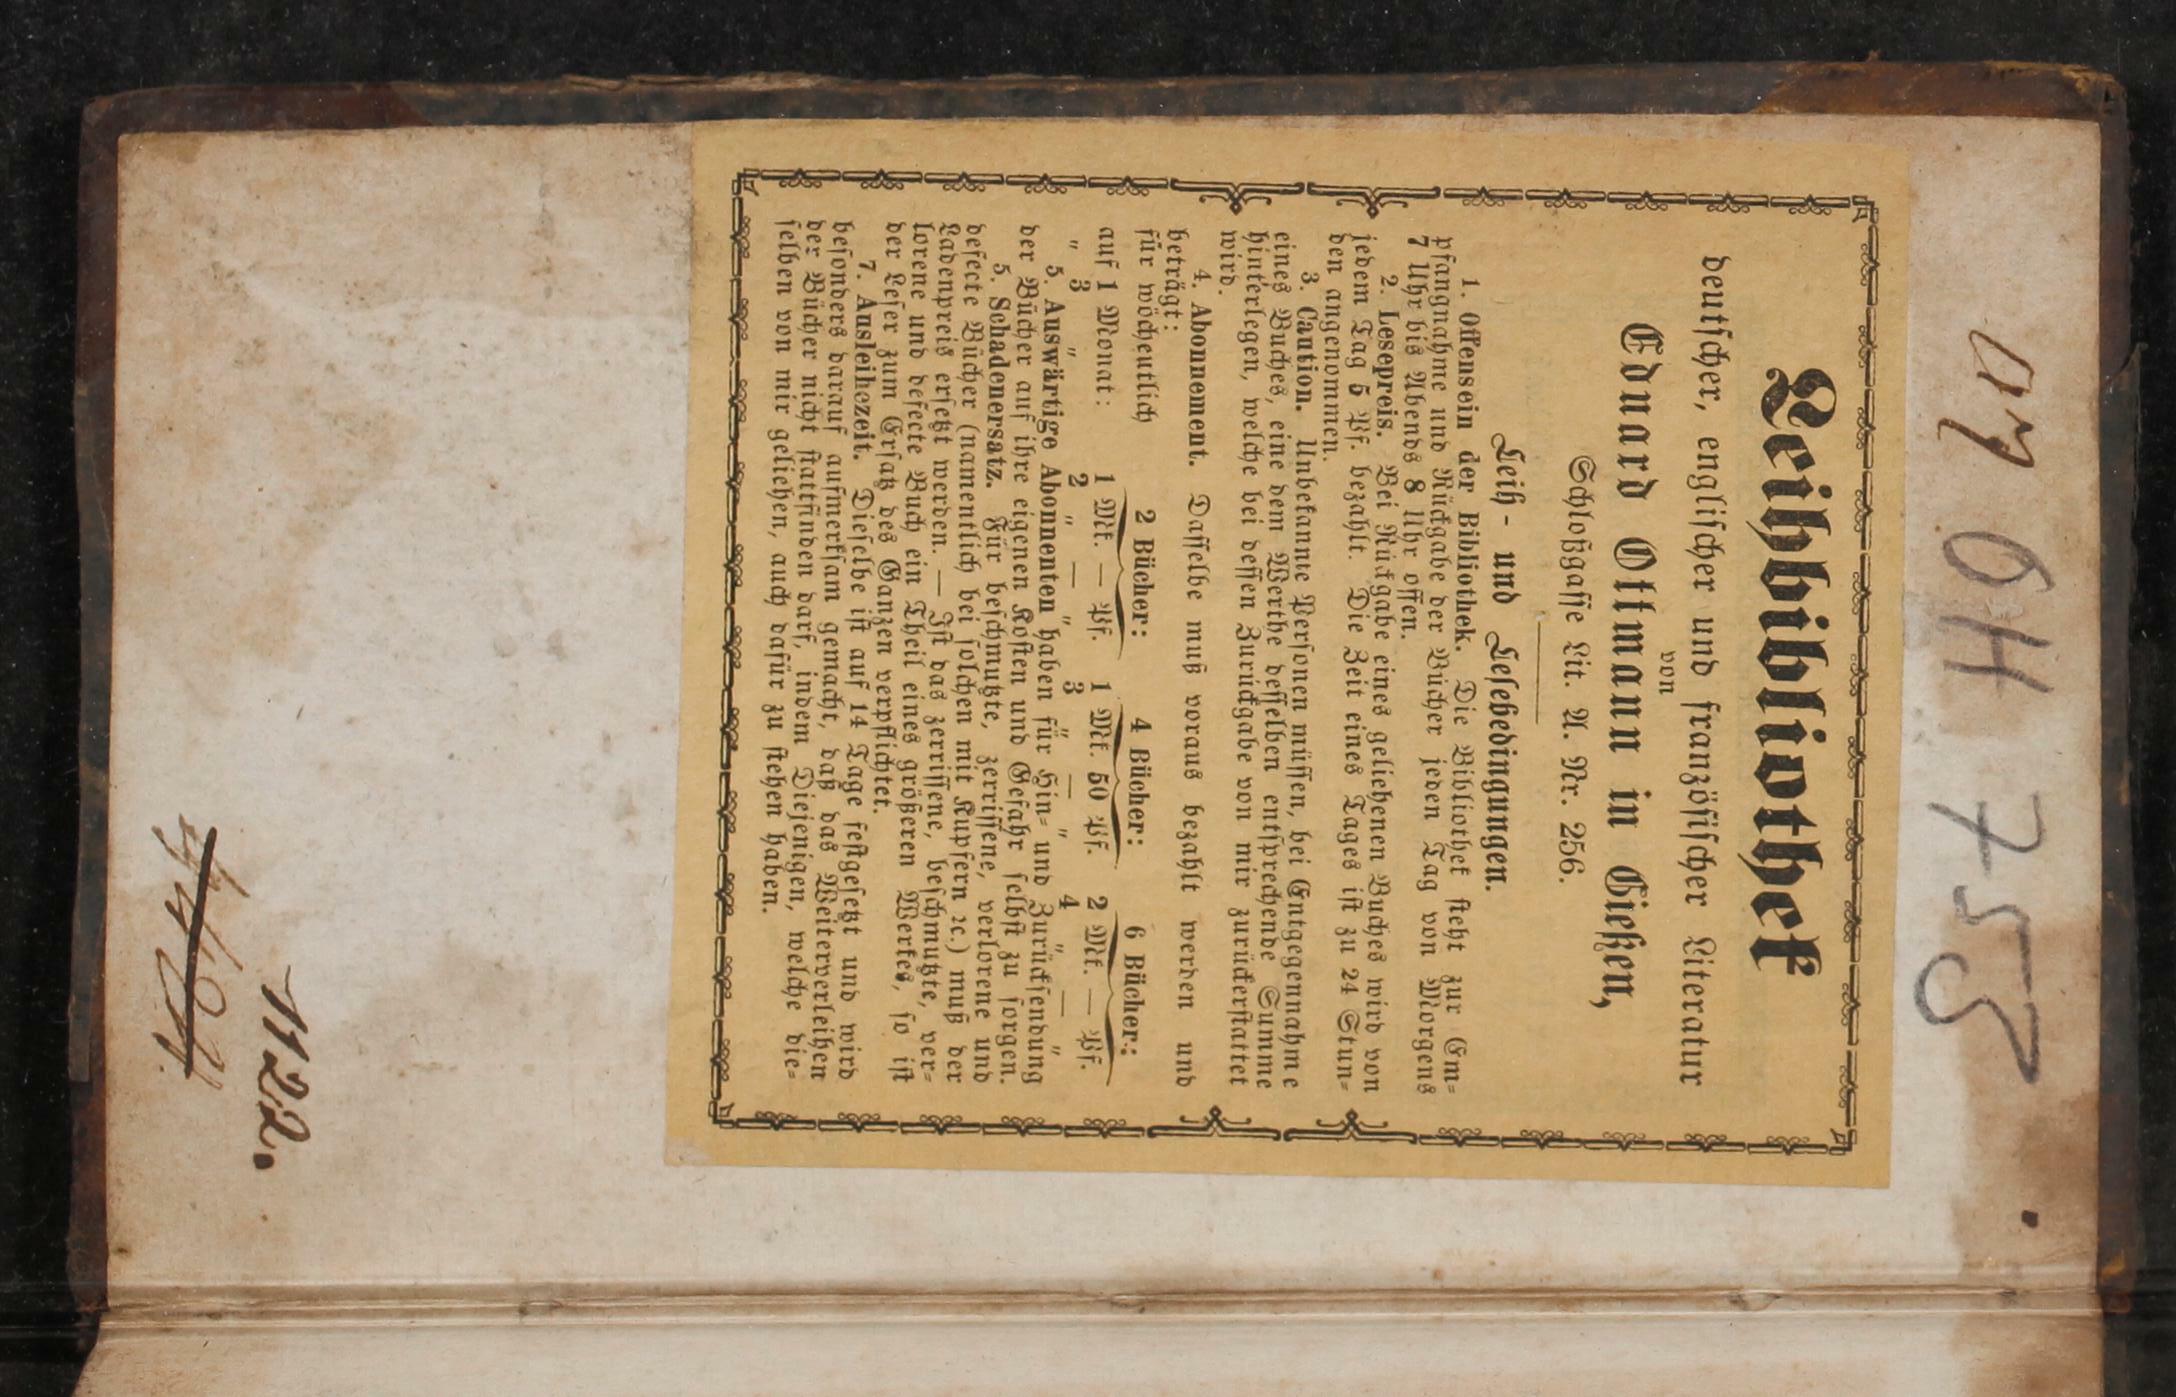 119 64 755
Leihbibliothek
deutſcher, engliſcher und franzöſiſcher Literatur
von
Eduard Ottmann in Gießen,
Schloßgaſſe Lit. A. Nr. 256.
Leih- und Leſebedingungen.
1. Offensein der Bibliothek. Die Bibliothek ſteht zur Em-
pfangnahme und Rückgabe der Bücher jeden Tag von Morgens
7 Uhr bis Abends 8 Uhr offen.
2. Lesepreis. Bei Rückgabe eines geliehenen Buches wird von
jedem Tag 5 Pf. bezahlt. Die Zeit eines Tages iſt zu 24 Stun-
den angenommen.
3. Caution. Unbekannte Perſonen müſſen, bei Entgegennahme
eines Buches, eine dem Werthe deſſelben entſprechende Summe
hinterlegen, welche bei deſſen Zurückgabe von mir zurückerſtattet
wird.
4. Abonnement. Daſſelbe muß voraus bezahlt werden und
beträgt:
für wöchentlich 2 Bücher: 4 Bücher: 6 Bücher:
auf 1 Monat: 1 Mk. — Pf. 1 Mk. 50 Pf. 2 Mk. — Pf.
" 3 " 2 " — " 3 " — " 4 " — "
5. Auswärtige Abonnenten haben für Hin- und Zurückſendung
der Bücher auf ihre eigenen Koſten und Gefahr ſelbſt zu ſorgen.
5. Schadenersatz. Für beſchmutzte, zerriſſene, verlorene und
defecte Bücher (namentlich bei ſolchen mit Kupfern ꝛc.) muß der
Ladenpreis erſetzt werden. — Iſt das zerriſſene, beſchmutzte, ver-
lorene und defecte Buch ein Theil eines größeren Werkes, ſo iſt
der Leſer zum Erſatz des Ganzen verpflichtet.
7. Ausleihezeit. Dieſelbe iſt auf 14 Tage feſtgeſetzt und wird
beſonders darauf aufmerkſam gemacht, daß das Weiterverleihen
der Bücher nicht ſtattfinden darf, indem Diejenigen, welche die-
ſelben von mir geliehen, auch dafür zu ſtehen haben.
1122.